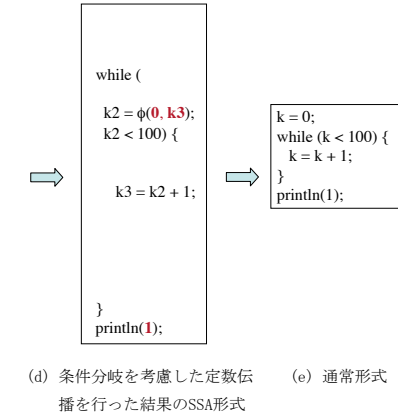 while (
k2 = ϕ(0, k3);
k2 < 100) {
k3 = k2 + 1;
}
println(1);
k = 0;
while (k < 100) {
k = k + 1;
}
println(1);
(d) 条件分岐を考慮した定数伝
播を行った結果のSSA形式
(e) 通常形式